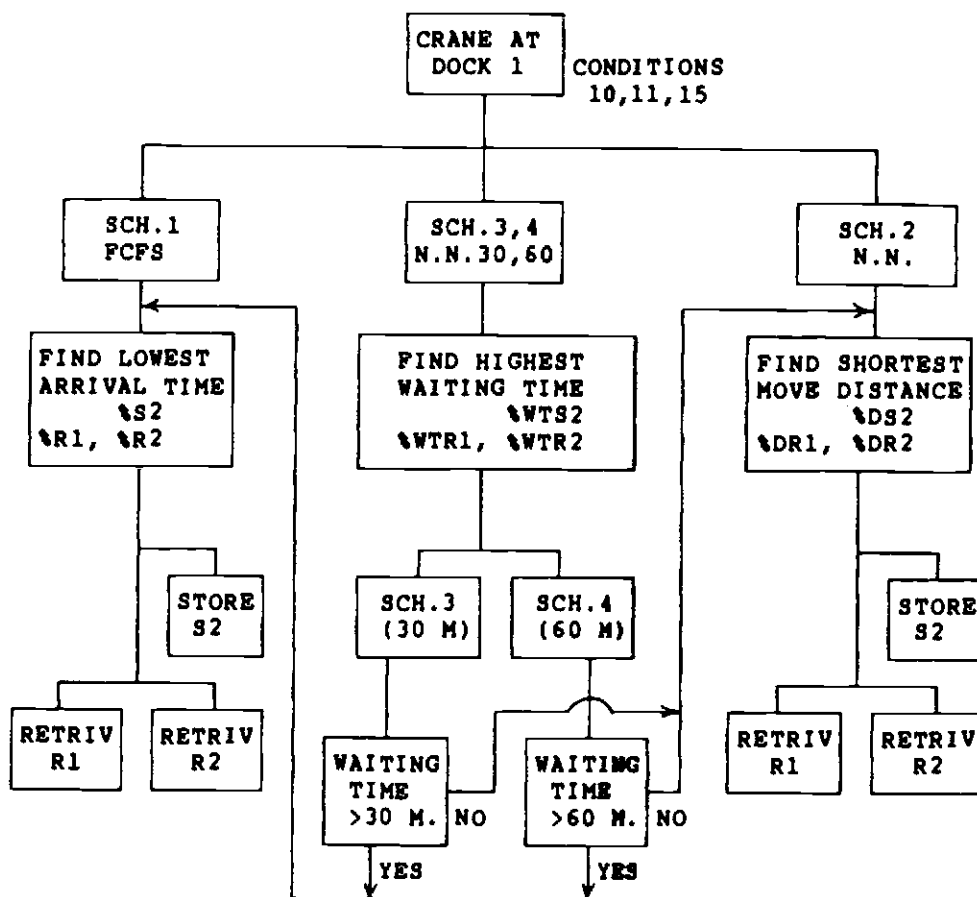 CRANE AT
DOCK 1
CONDITIONS
10,11,15
SCH.1
FCFS
SCH.3,4
N.N.30,60
SCH.2
N.N.
FIND LOWEST
ARRIVAL TIME
%S2
%R1, %R2
FIND HIGHEST
WAITING TIME
%WTS2
%WTR1, %WTR2
FIND SHORTEST
MOVE DISTANCE
%DS2
%DR1, %DR2
STORE
S2
SCH.3
(30 M)
SCH.4
(60 M)
STORE
S2
RETRIV
R1
RETRIV
R2
WAITING
TIME
>30 M.
NO
WAITING
TIME
>60 M.
NO
RETRIV
R1
RETRIV
R2
YES
YES